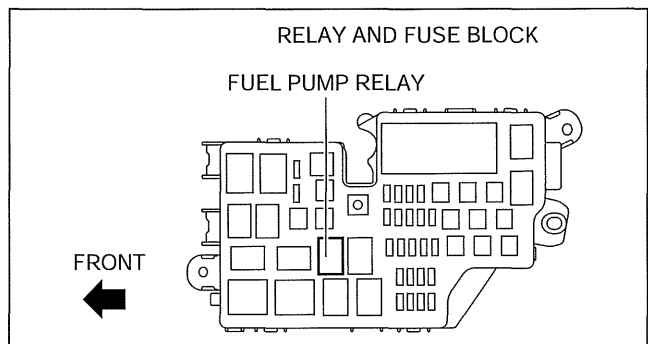 RELAY AND FUSE BLOCK
FUEL PUMP RELAY
FRONT